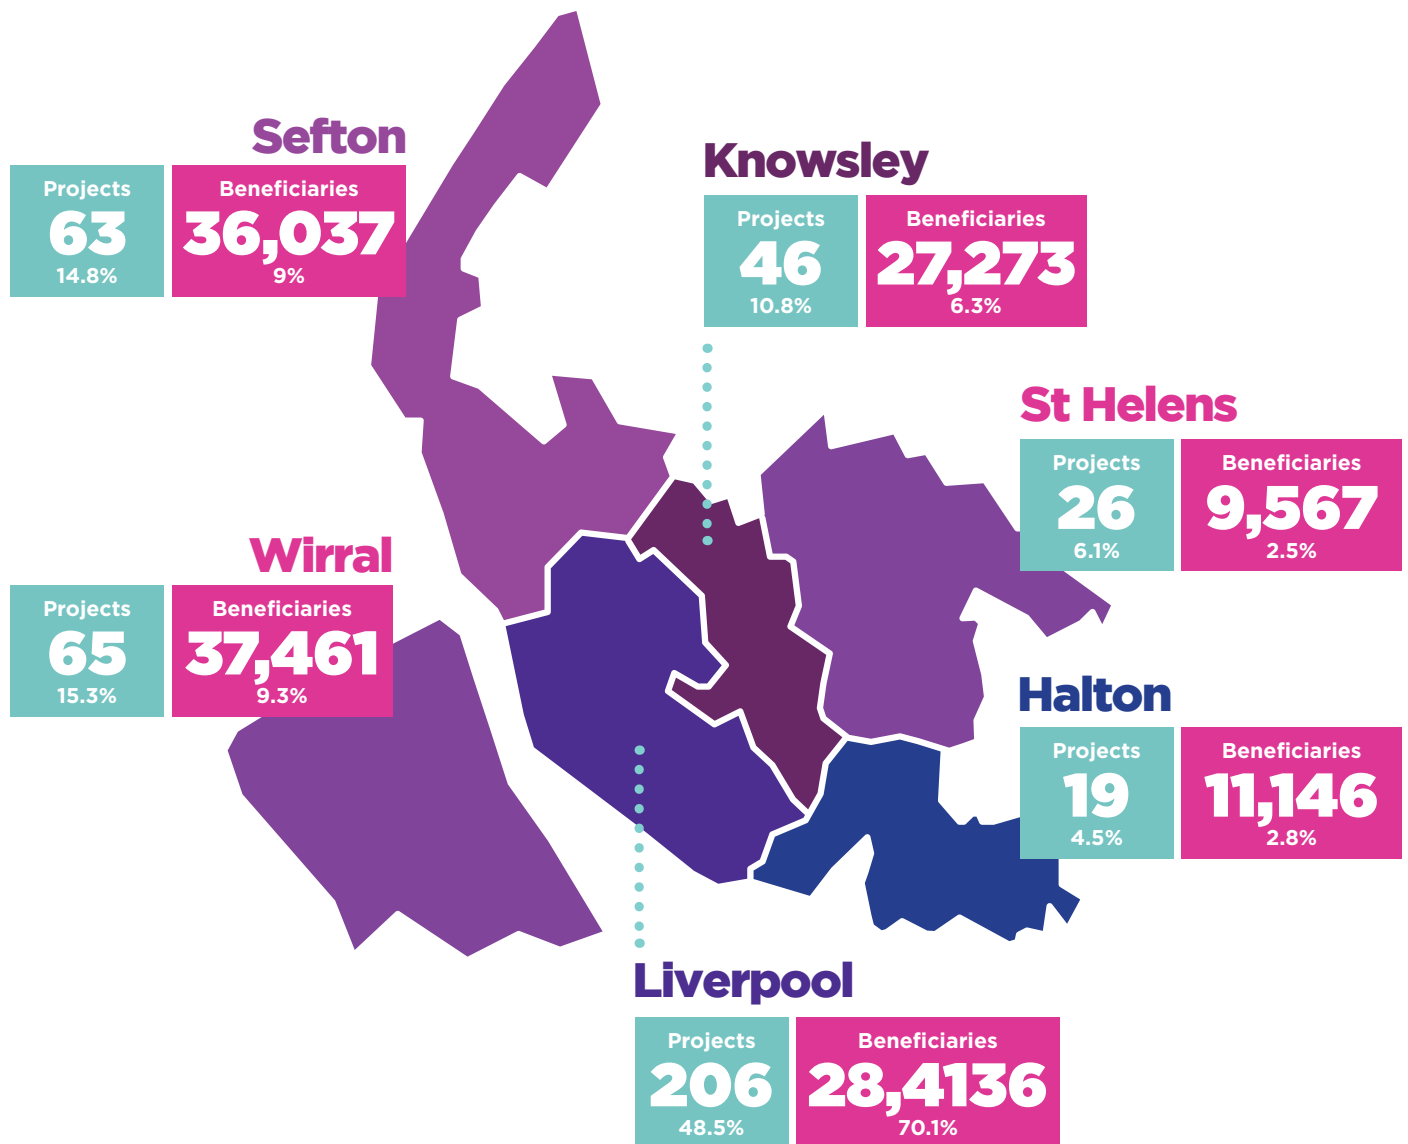 Sefton
Projects
63
14.8%
Beneficiaries
36,037
9%
Knowsley
Projects
46
10.8%
Beneficiaries
27,273
6.3%
St Helens
Projects
26
6.1%
Beneficiaries
9,567
2.5%
Wirral
Projects
65
15.3%
Beneficiaries
37,461
9.3%
Halton
Projects
19
4.5%
Beneficiaries
11,146
2.8%
Liverpool
Projects
206
48.5%
Beneficiaries
28,4136
70.1%